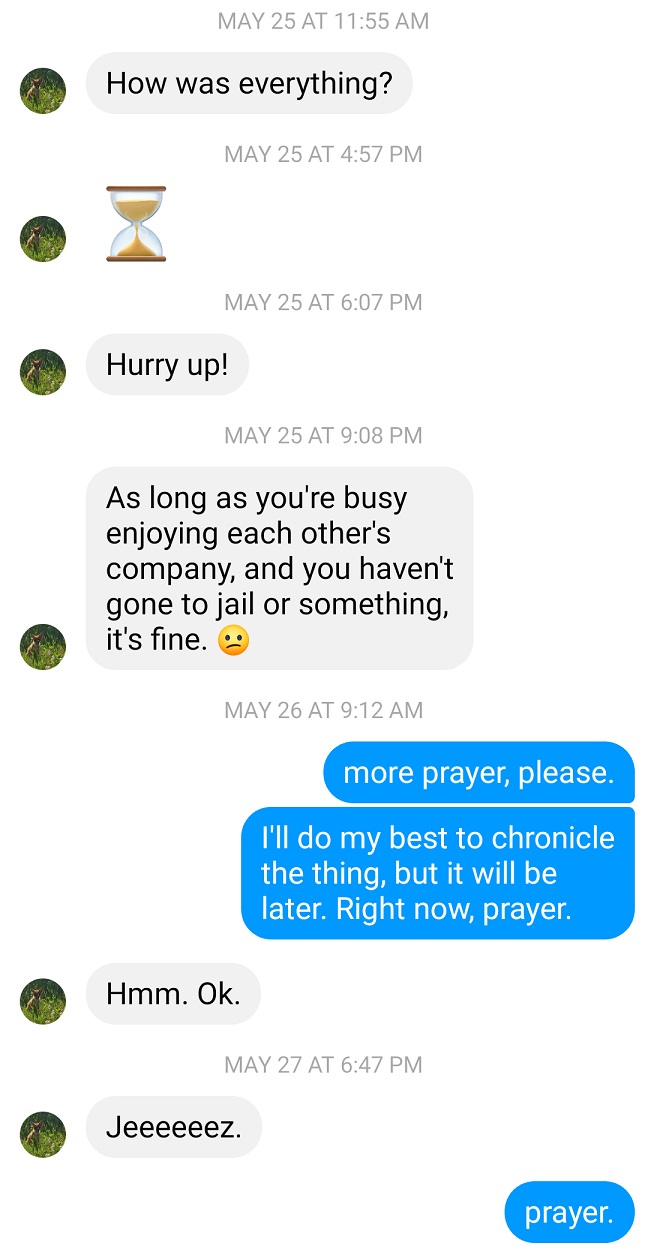 MAY 25 AT 11:55 AM
How was everything?
MAY 25 AT 4:57 PM
⏳
MAY 25 AT 6:07 PM
Hurry up!
MAY 25 AT 9:08 PM
As long as you're busy
enjoying each other's
company, and you haven't
gone to jail or something,
it's fine. 😕
MAY 26 AT 9:12 AM
more prayer, please.
I'll do my best to chronicle
the thing, but it will be
later. Right now, prayer.
Hmm. Ok.
MAY 27 AT 6:47 PM
Jeeeeeez.
prayer.